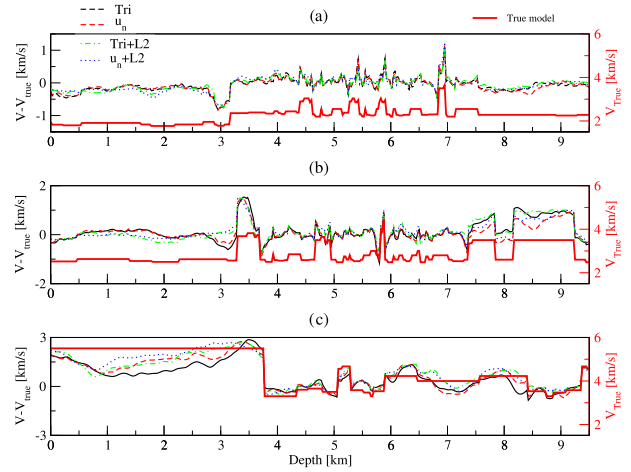 Tri
u_n
Tri+L2
u_n+L2
True model
(a)
V-V_true [km/s]
1
0
-1
6
4
2
V_True [km/s]
0 1 2 3 4 5 6 7 8 9
(b)
V-V_true [km/s]
2
0
-2
6
4
2
V_True [km/s]
0 1 2 3 4 5 6 7 8 9
(c)
V-V_true [km/s]
3
0
-3
6
4
2
V_True [km/s]
0 1 2 3 4 5 6 7 8 9
Depth [km]